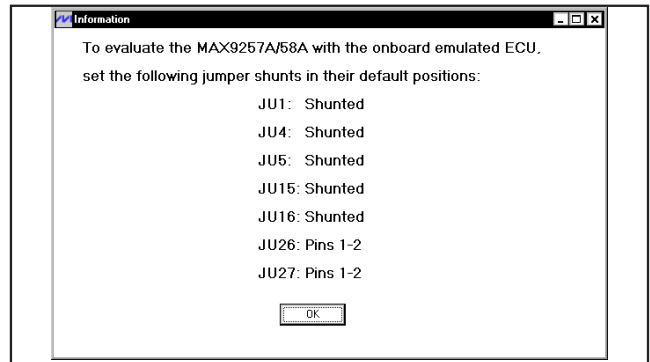 Information
To evaluate the MAX9257A/58A with the onboard emulated ECU,
set the following jumper shunts in their default positions:
JU1: Shunted
JU4: Shunted
JU5: Shunted
JU15: Shunted
JU16: Shunted
JU26: Pins 1-2
JU27: Pins 1-2
OK